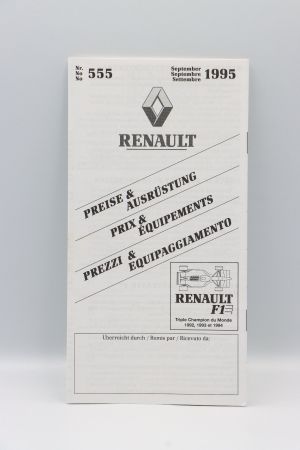 Nr.
No
No
555
September
Septembre
Settembre
1995
RENAULT
PREISE &
AUSRÜSTUNG
PRIX &
ÉQUIPEMENTS
PREZZI &
EQUIPAGGIAMENTO
RENAULT
F1
Triple Champion du Monde
1992, 1993 et 1994
Überreicht durch / Remis par / Ricevato da: